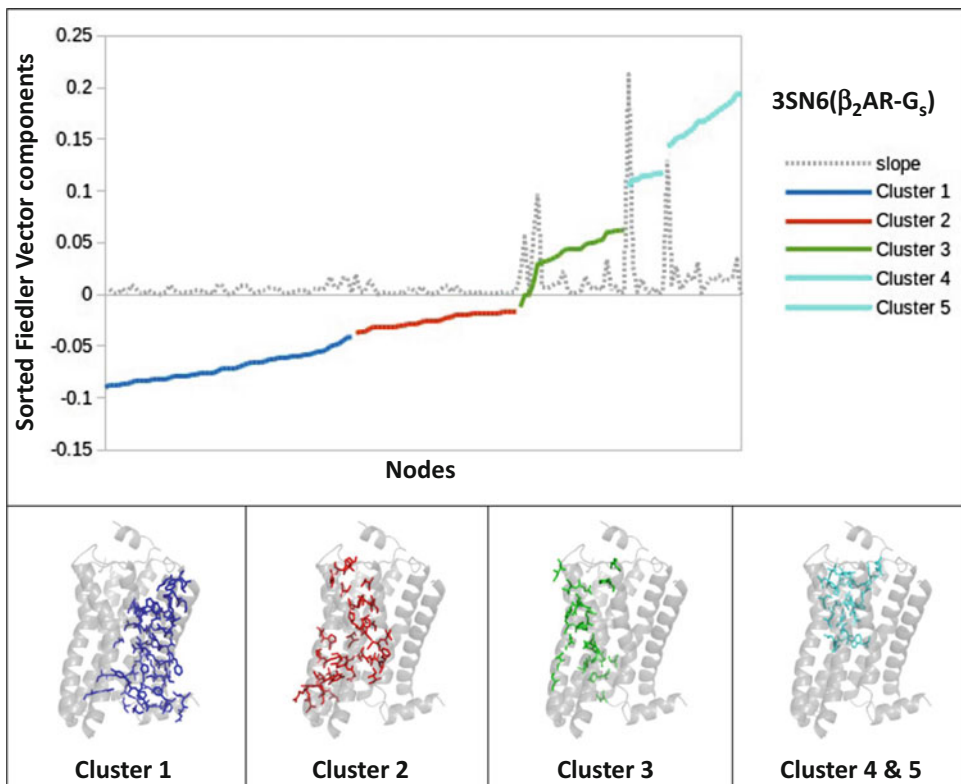 Sorted Fiedler Vector components
0.25
0.2
0.15
0.1
0.05
0
-0.05
-0.1
-0.15
Nodes
3SN6(β₂AR-Gₛ)
slope
Cluster 1
Cluster 2
Cluster 3
Cluster 4
Cluster 5
Cluster 1
Cluster 2
Cluster 3
Cluster 4 & 5